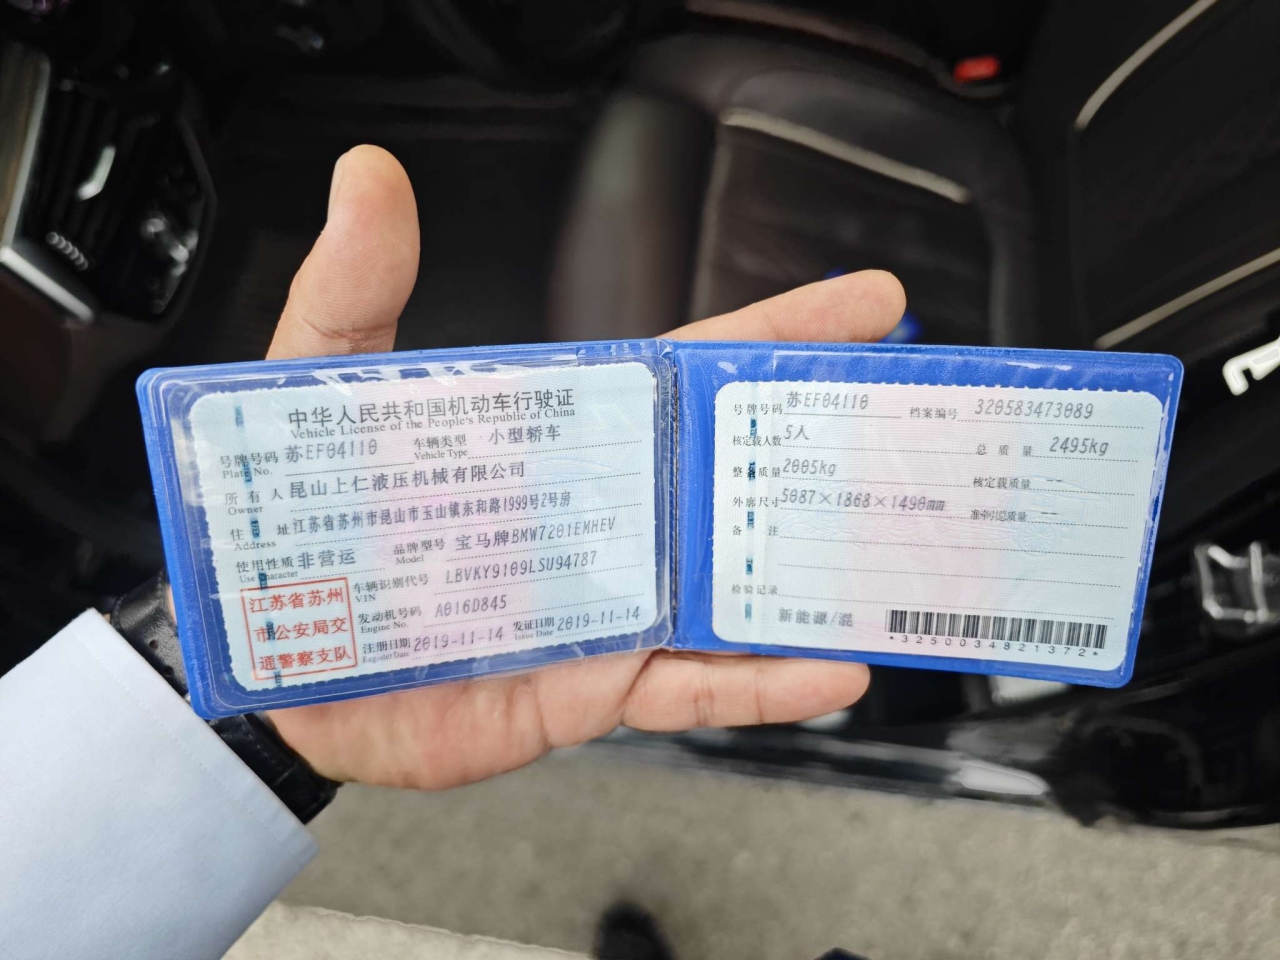 中华人民共和国机动车行驶证
Vehicle License of the People's Republic of China
号牌号码 苏EF04110 车辆类型 小型轿车
Plate No. Vehicle Type
所有人 昆山上仁液压机械有限公司
Owner
住址 江苏省苏州市昆山市玉山镇东和路1999号2号房
Address
使用性质 非营运 品牌型号 宝马牌BMW7201EMHEV
Use Character Model
江苏省苏州市公安局交通警察支队
车辆识别代号 LBVKY9109LSU94787
VIN
发动机号码 A016D845
Engine No.
注册日期 2019-11-14 发证日期 2019-11-14
Register Date Issue Date
号牌号码 苏EF04110 档案编号 320583473089
核定载人数 5人 总质量 2495kg
整备质量 2005kg 核定载质量 --
外廓尺寸 5087×1868×1490mm 准牵引总质量 --
备注
检验记录
新能源/混
*3250034821372*